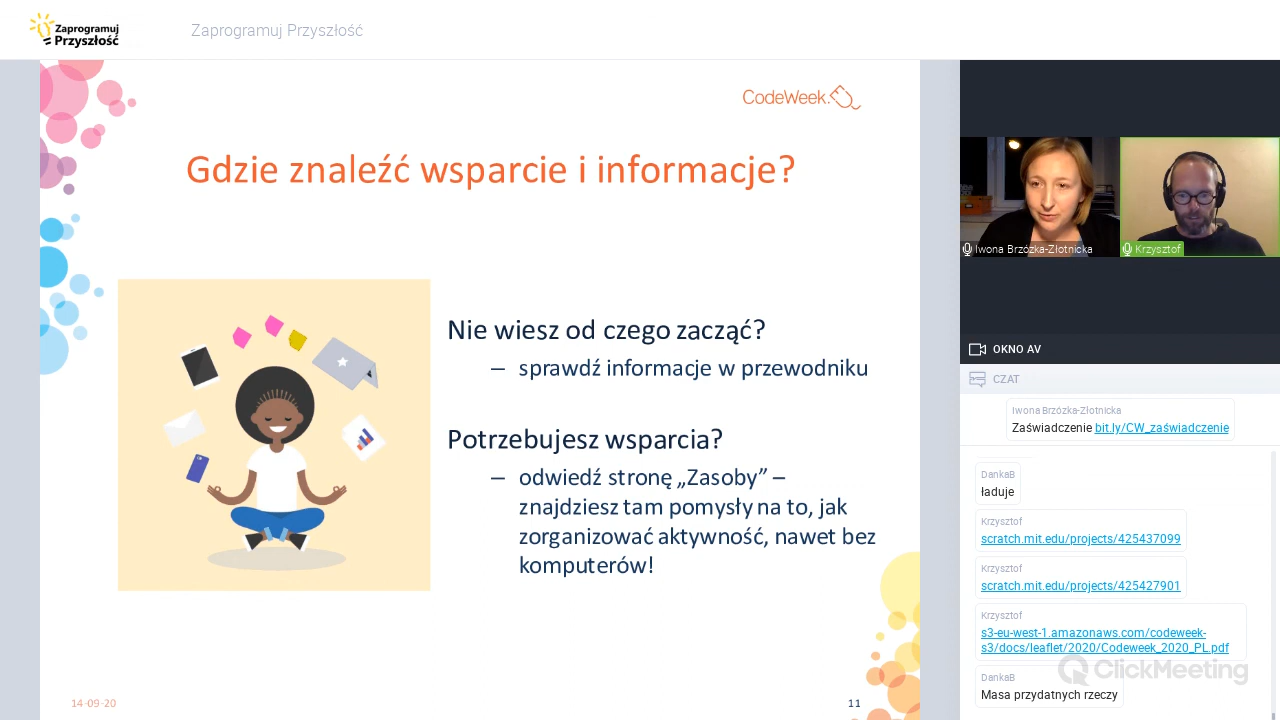 Zaprogramuj
Przyszłość
Zaprogramuj Przyszłość
CodeWeek.
Gdzie znaleźć wsparcie i informacje?
Nie wiesz od czego zacząć?
– sprawdź informacje w przewodniku
Potrzebujesz wsparcia?
– odwiedź stronę „Zasoby” –
znajdziesz tam pomysły na to, jak
zorganizować aktywność, nawet bez
komputerów!
14-09-20
11
Iwona Brzózka-Złotnicka
Krzysztof
OKNO AV
CZAT
Iwona Brzózka-Złotnicka
Zaświadczenie bit.ly/CW_zaświadczenie
DankaB
ładuje
Krzysztof
scratch.mit.edu/projects/425437099
Krzysztof
scratch.mit.edu/projects/425427901
Krzysztof
s3-eu-west-1.amazonaws.com/codeweek-
s3/docs/leaflet/2020/Codeweek_2020_PL.pdf
ClickMeeting
DankaB
Masa przydatnych rzeczy